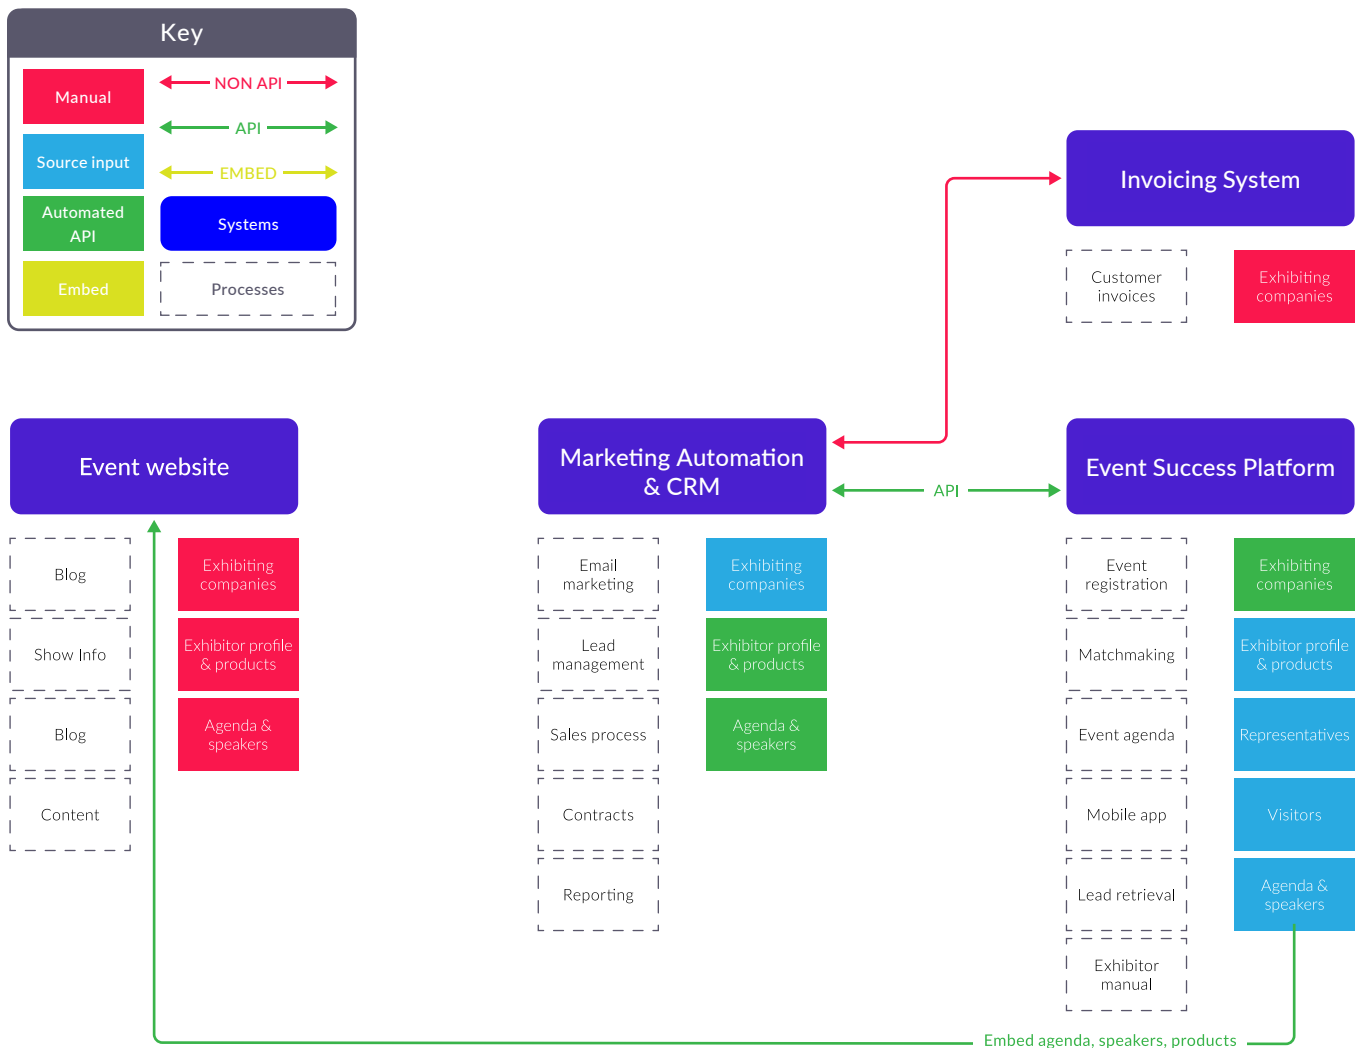 Key
Manual
NON API
API
Source input
EMBED
Automated
API
Systems
Embed
Processes
Invoicing System
Customer
invoices
Exhibiting
companies
Event website
Blog
Exhibiting
companies
Show Info
Exhibitor profile
& products
Blog
Agenda &
speakers
Content
Marketing Automation
& CRM
API
Email
marketing
Exhibiting
companies
Lead
management
Exhibitor profile
& products
Sales process
Agenda &
speakers
Contracts
Reporting
Event Success Platform
Event
registration
Exhibiting
companies
Matchmaking
Exhibitor profile
& products
Event agenda
Representatives
Mobile app
Visitors
Lead retrieval
Agenda &
speakers
Exhibitor
manual
Embed agenda, speakers, products